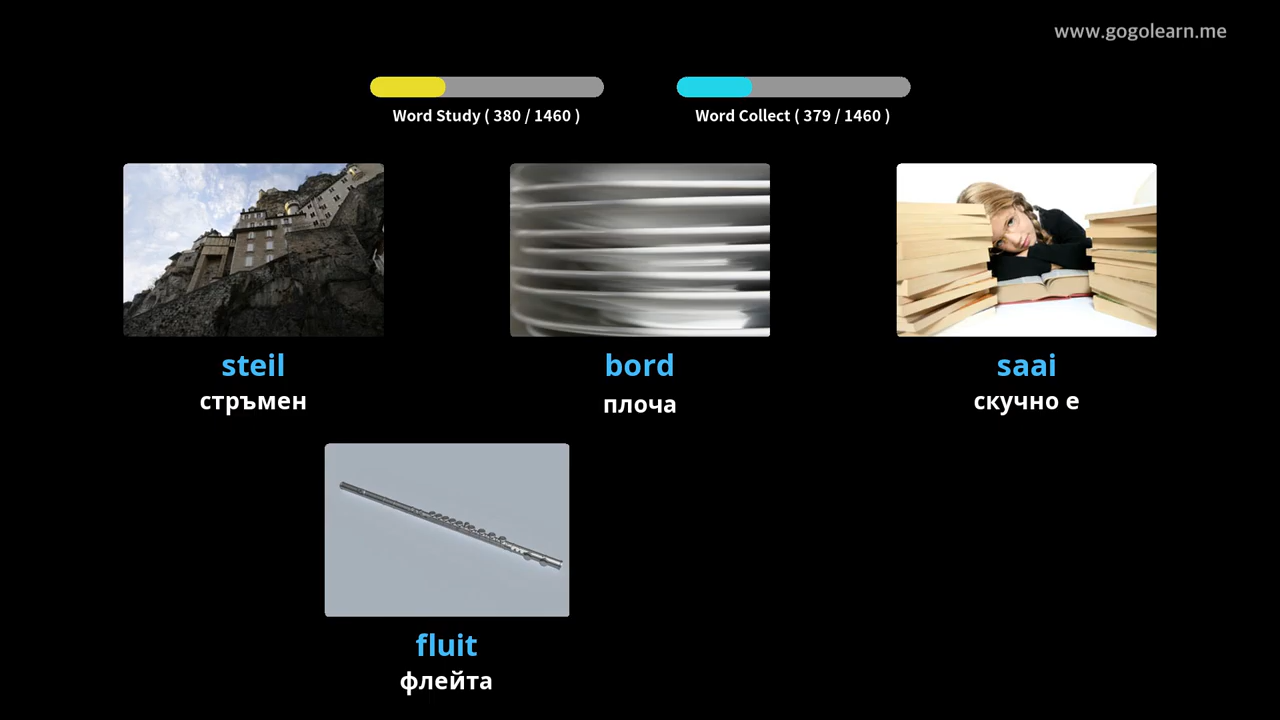 www.gogolearn.me
Word Study ( 380 / 1460 )
Word Collect ( 379 / 1460 )
steil
стръмен
bord
плоча
saai
скучно е
fluit
флейта